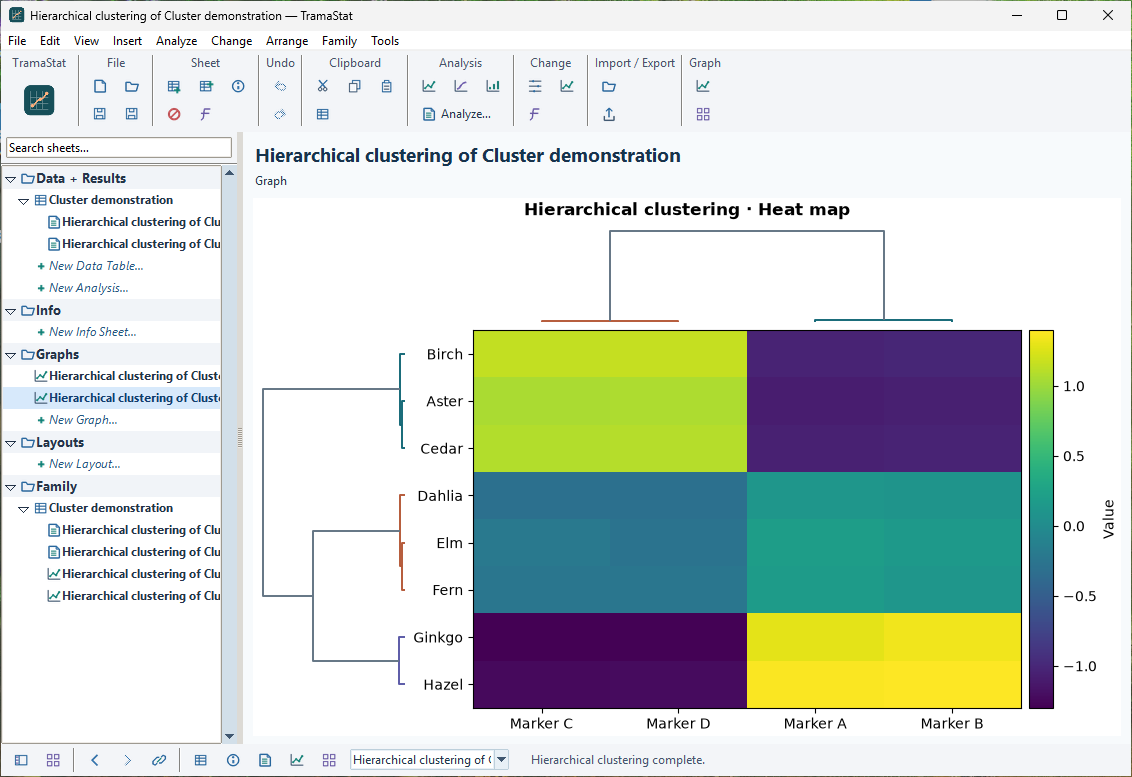 Hierarchical clustering of Cluster demonstration — TramaStat
File Edit View Insert Analyze Change Arrange Family Tools
TramaStat File Sheet Undo Clipboard Analysis Change Import / Export Graph
Analyze...
Search sheets...
Data + Results
Cluster demonstration
Hierarchical clustering of Clu
Hierarchical clustering of Clu
+ New Data Table...
+ New Analysis...
Info
+ New Info Sheet...
Graphs
Hierarchical clustering of Cluste
Hierarchical clustering of Cluste
+ New Graph...
Layouts
+ New Layout...
Family
Cluster demonstration
Hierarchical clustering of Clu
Hierarchical clustering of Clu
Hierarchical clustering of Clu
Hierarchical clustering of Clu
Hierarchical clustering of Cluster demonstration
Graph
Hierarchical clustering · Heat map
Birch
Aster
Cedar
Dahlia
Elm
Fern
Ginkgo
Hazel
Marker C Marker D Marker A Marker B
1.0
0.5
0.0
−0.5
−1.0
Value
Hierarchical clustering of (
Hierarchical clustering complete.